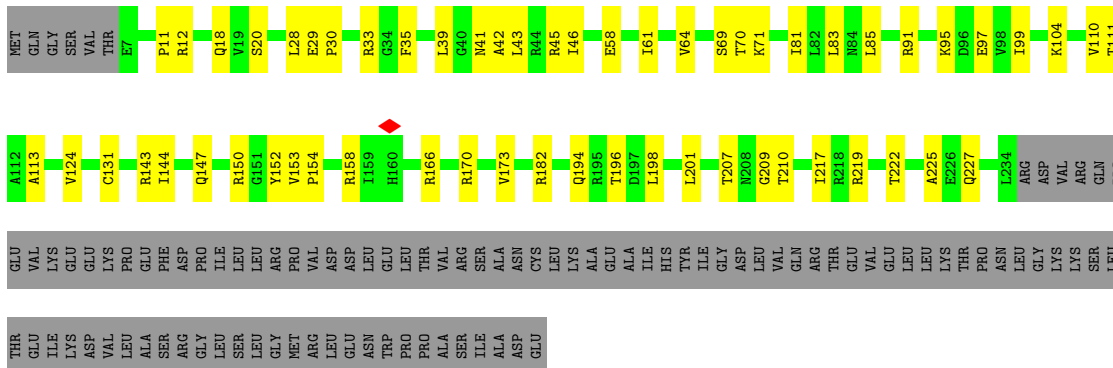 MET GLN GLY SER VAL THR E7 P11 R12 Q18 V19 S20 L28 E29 P30 R33 G34 F35 L39 G40 N41 A42 L43 R44 R45 I46 E58 I61 V64 S69 T70 K71 I81 L82 L83 N84 L85 R91 K95 D96 E97 V98 I99 K104 V110 T111
A112 A113 V124 C131 R143 I144 Q147 R150 G151 Y152 V153 P154 R158 I159 H160 R166 R170 V173 R182 Q194 R195 T196 D197 L198 L201 T207 N208 G209 T210 I217 R218 R219 T222 A225 E226 Q227 L234 ARG ASP VAL ARG GLN
GLU VAL LYS GLU GLU LYS PRO GLU PHE ASP PRO ILE LEU LEU ARG PRO VAL ASP ASP LEU GLU LEU THR VAL ARG SER ALA ASN CYS LEU LYS ALA GLU ALA ILE HIS TYR ILE GLY ASP LEU VAL GLN ARG THR GLU VAL GLU LEU LEU LYS THR PRO ASN LEU GLY LYS LYS SER LEU
THR GLU ILE LYS ASP VAL LEU ALA SER ARG GLY LEU SER LEU GLY MET ARG LEU GLU ASN TRP PRO PRO ALA SER ILE ALA ASP GLU